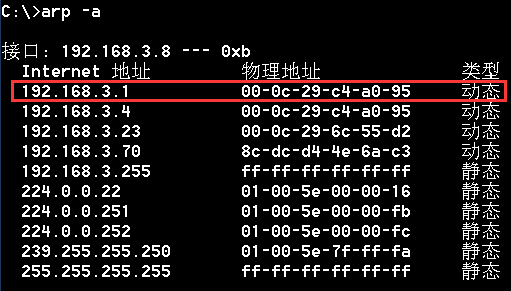 C:\>arp -a
接口: 192.168.3.8 --- 0xb
Internet 地址 物理地址 类型
192.168.3.1 00-0c-29-c4-a0-95 动态
192.168.3.4 00-0c-29-c4-a0-95 动态
192.168.3.23 00-0c-29-6c-55-d2 动态
192.168.3.70 8c-dc-d4-4e-6a-c3 动态
192.168.3.255 ff-ff-ff-ff-ff-ff 静态
224.0.0.22 01-00-5e-00-00-16 静态
224.0.0.251 01-00-5e-00-00-fb 静态
224.0.0.252 01-00-5e-00-00-fc 静态
239.255.255.250 01-00-5e-7f-ff-fa 静态
255.255.255.255 ff-ff-ff-ff-ff-ff 静态